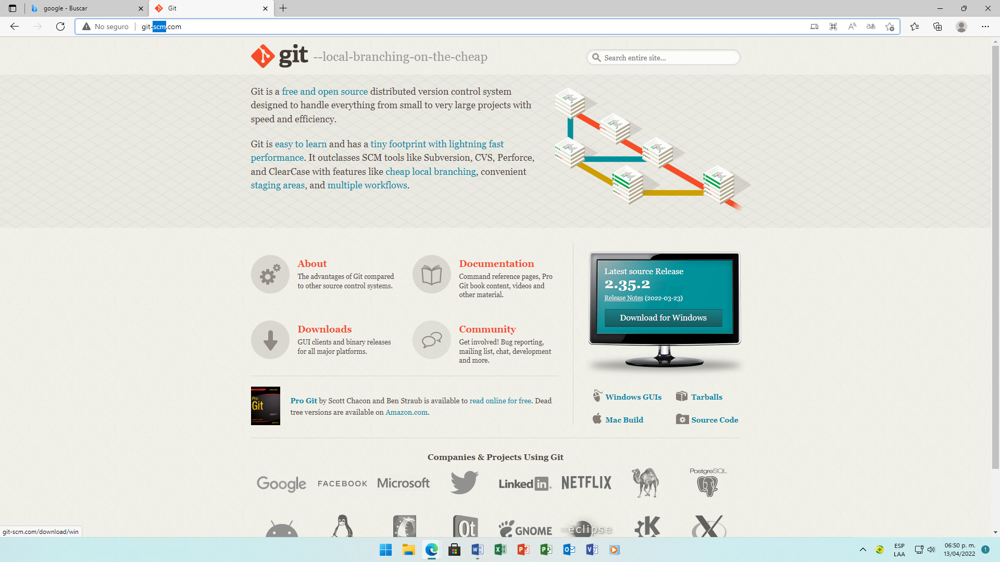 google - Buscar
Git
No seguro
git-scm.com
git --local-branching-on-the-cheap
Search entire site...
Git is a free and open source distributed version control system
designed to handle everything from small to very large projects with
speed and efficiency.
Git is easy to learn and has a tiny footprint with lightning fast
performance. It outclasses SCM tools like Subversion, CVS, Perforce,
and ClearCase with features like cheap local branching, convenient
staging areas, and multiple workflows.
About
The advantages of Git compared
to other source control systems.
Documentation
Command reference pages, Pro
Git book content, videos and
other material.
Downloads
GUI clients and binary releases
for all major platforms.
Community
Get involved! Bug reporting,
mailing list, chat, development
and more.
Latest source Release
2.35.2
Release Notes (2022-03-23)
Download for Windows
Windows GUIs
Tarballs
Mac Build
Source Code
Pro
Git
Pro Git by Scott Chacon and Ben Straub is available to read online for free. Dead
tree versions are available on Amazon.com.
Companies & Projects Using Git
Google
FACEBOOK
Microsoft
Linked in
NETFLIX
PostgreSQL
Qt
GNOME
eclipse
K
X
git-scm.com/download/win
ESP
LAA
06:50 p. m.
13/04/2022
1